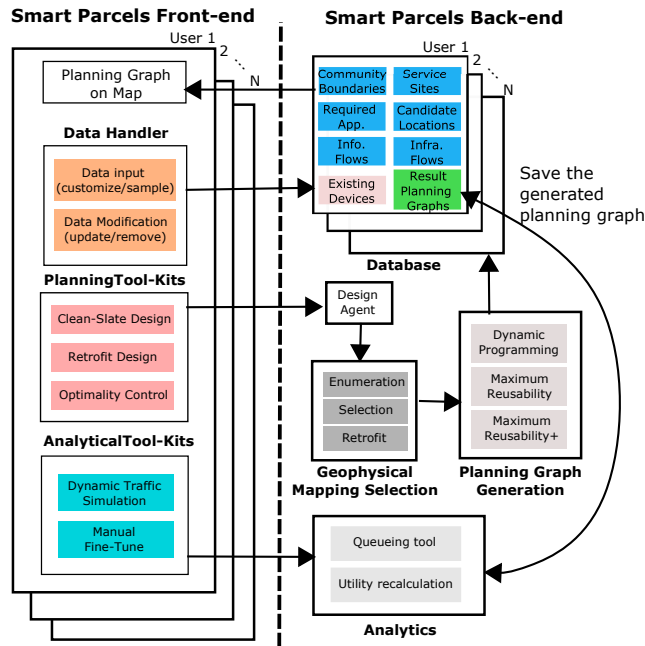 Smart Parcels Front-end
User 1
2
N
Planning Graph
on Map
Data Handler
Data input
(customize/sample)
Data Modification
(update/remove)
PlanningTool-Kits
Clean-Slate Design
Retrofit Design
Optimality Control
AnalyticalTool-Kits
Dynamic Traffic
Simulation
Manual
Fine-Tune
Smart Parcels Back-end
User 1
2
N
Community
Boundaries
Service
Sites
Required
App.
Candidate
Locations
Info.
Flows
Infra.
Flows
Existing
Devices
Result
Planning
Graphs
Database
Save the
generated
planning graph
Design
Agent
Enumeration
Selection
Retrofit
Geophysical
Mapping Selection
Dynamic
Programming
Maximum
Reusability
Maximum
Reusability+
Planning Graph
Generation
Queueing tool
Utility recalculation
Analytics